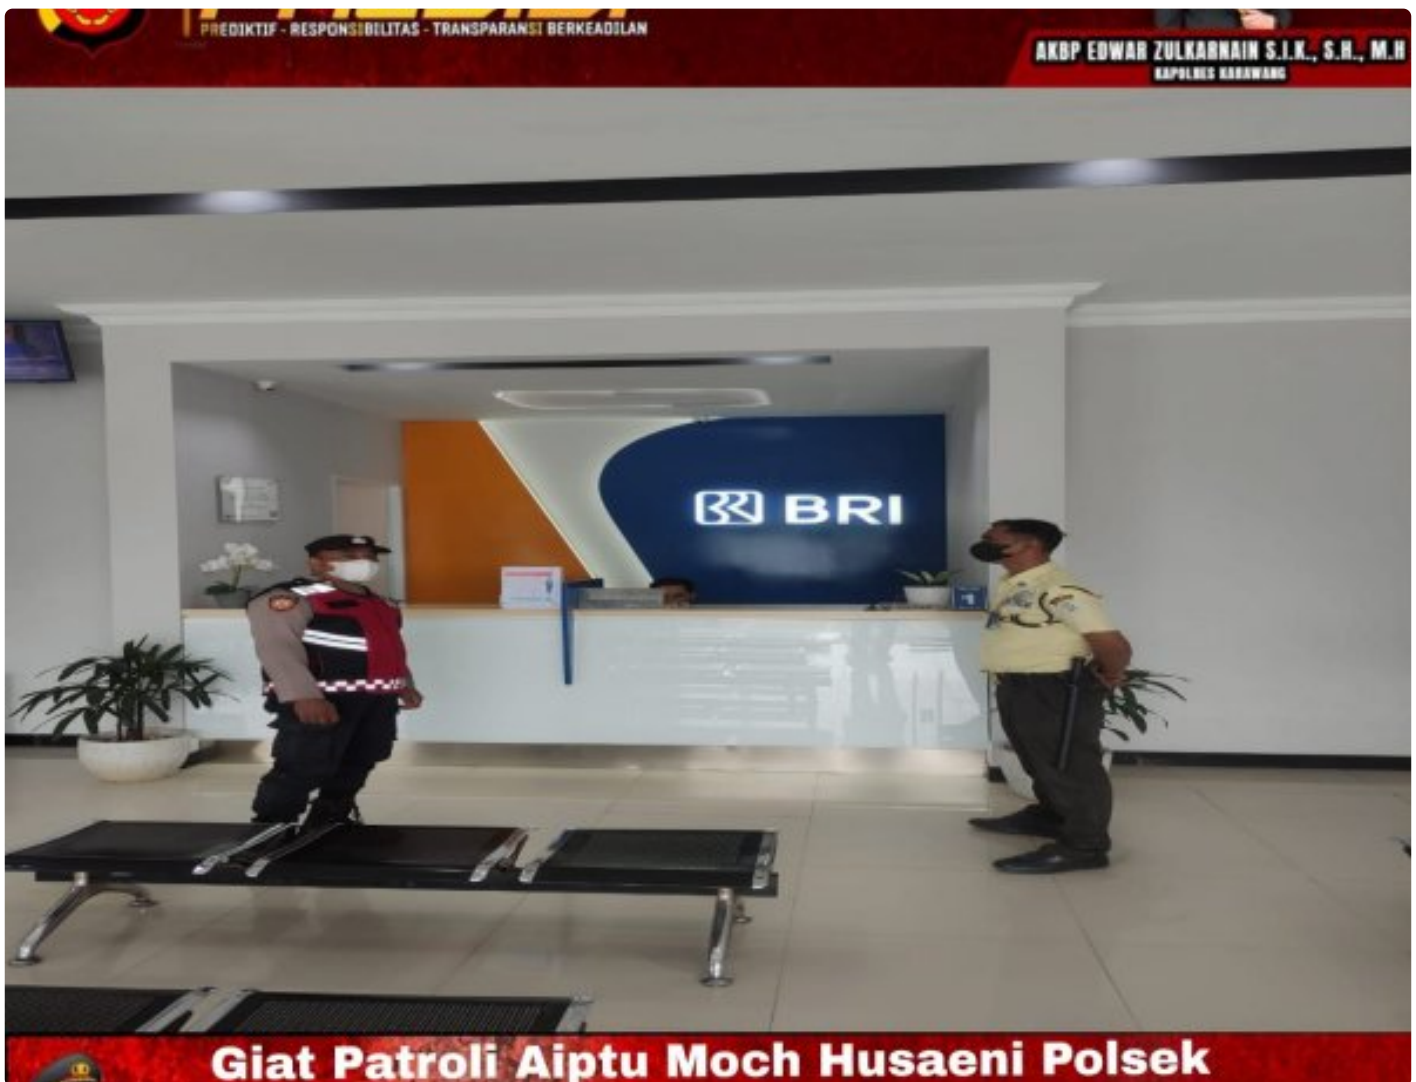 PREDIKTIF - RESPONSIBILITAS - TRANSPARANSI BERKEADILAN
AKBP EDWAR ZULKARNAIN S.I.K., S.H., M.H
KAPOLRES KARAWANG
BRI
Giat Patroli Aiptu Moch Husaeni Polsek